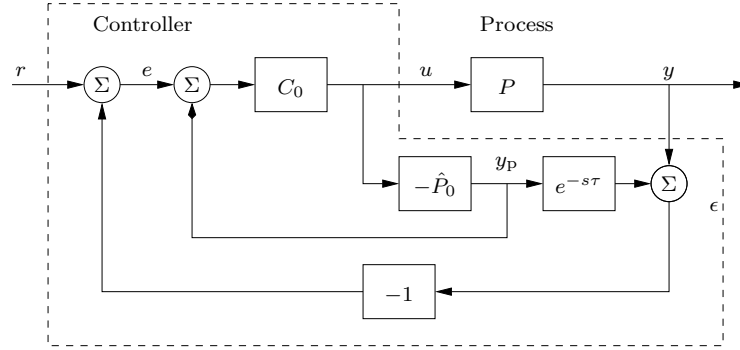 Controller
Process
r
Σ
e
Σ
C₀
u
P
y
−P̂₀
yₚ
e^{−sτ}
Σ
ϵ
−1